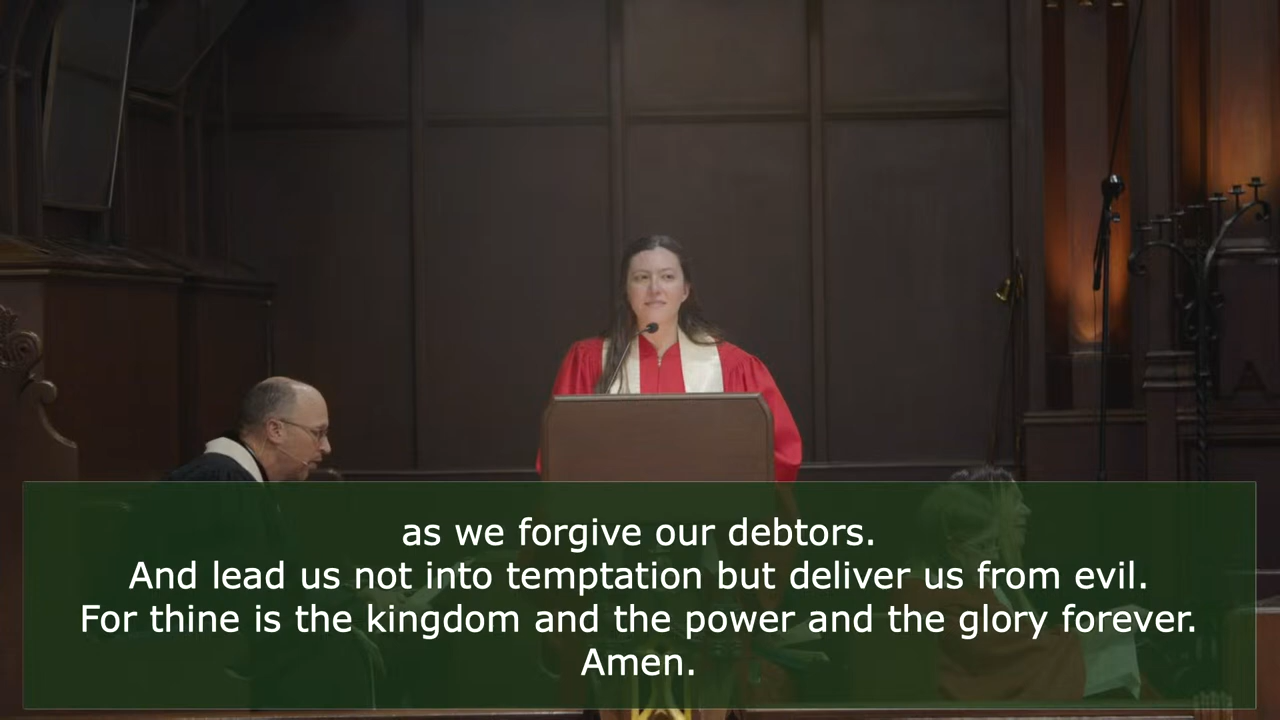 as we forgive our debtors.
And lead us not into temptation but deliver us from evil.
For thine is the kingdom and the power and the glory forever.
Amen.